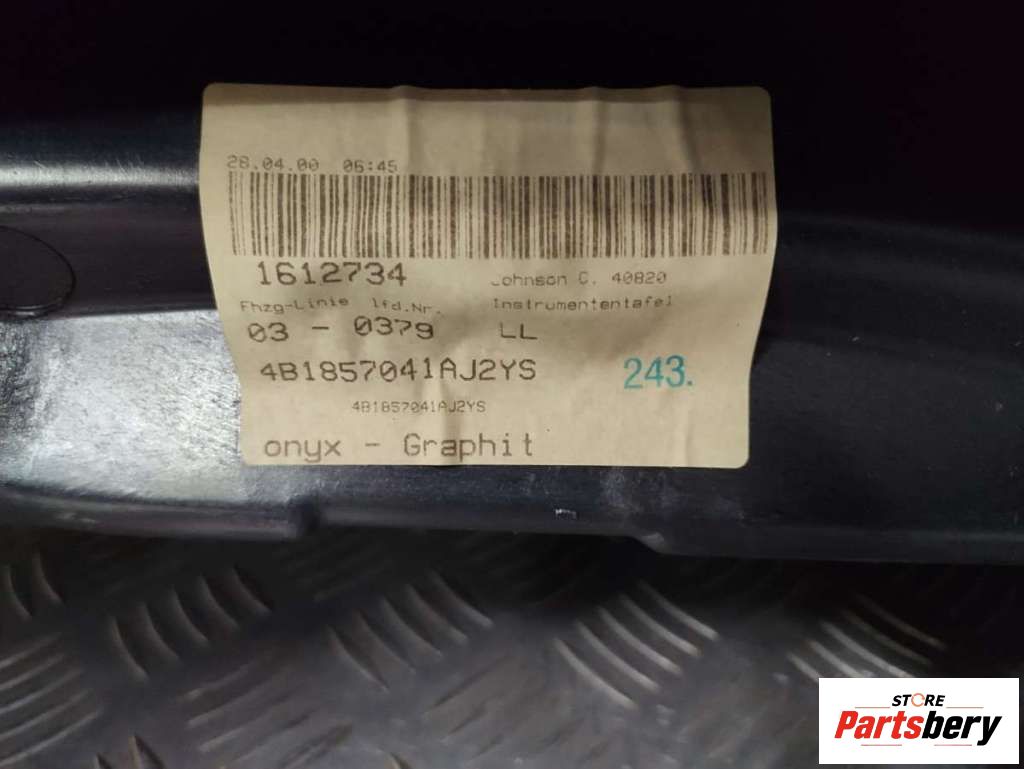 28.04.00 06:45
1612734 Johnson C. 40820
Fhzg-Linie lfd.Nr. Instrumententafel
03 - 0379 LL
4B1857041AJ2YS 243.
4B1857041AJ2YS
onyx - Graphit
STORE
Partsbery